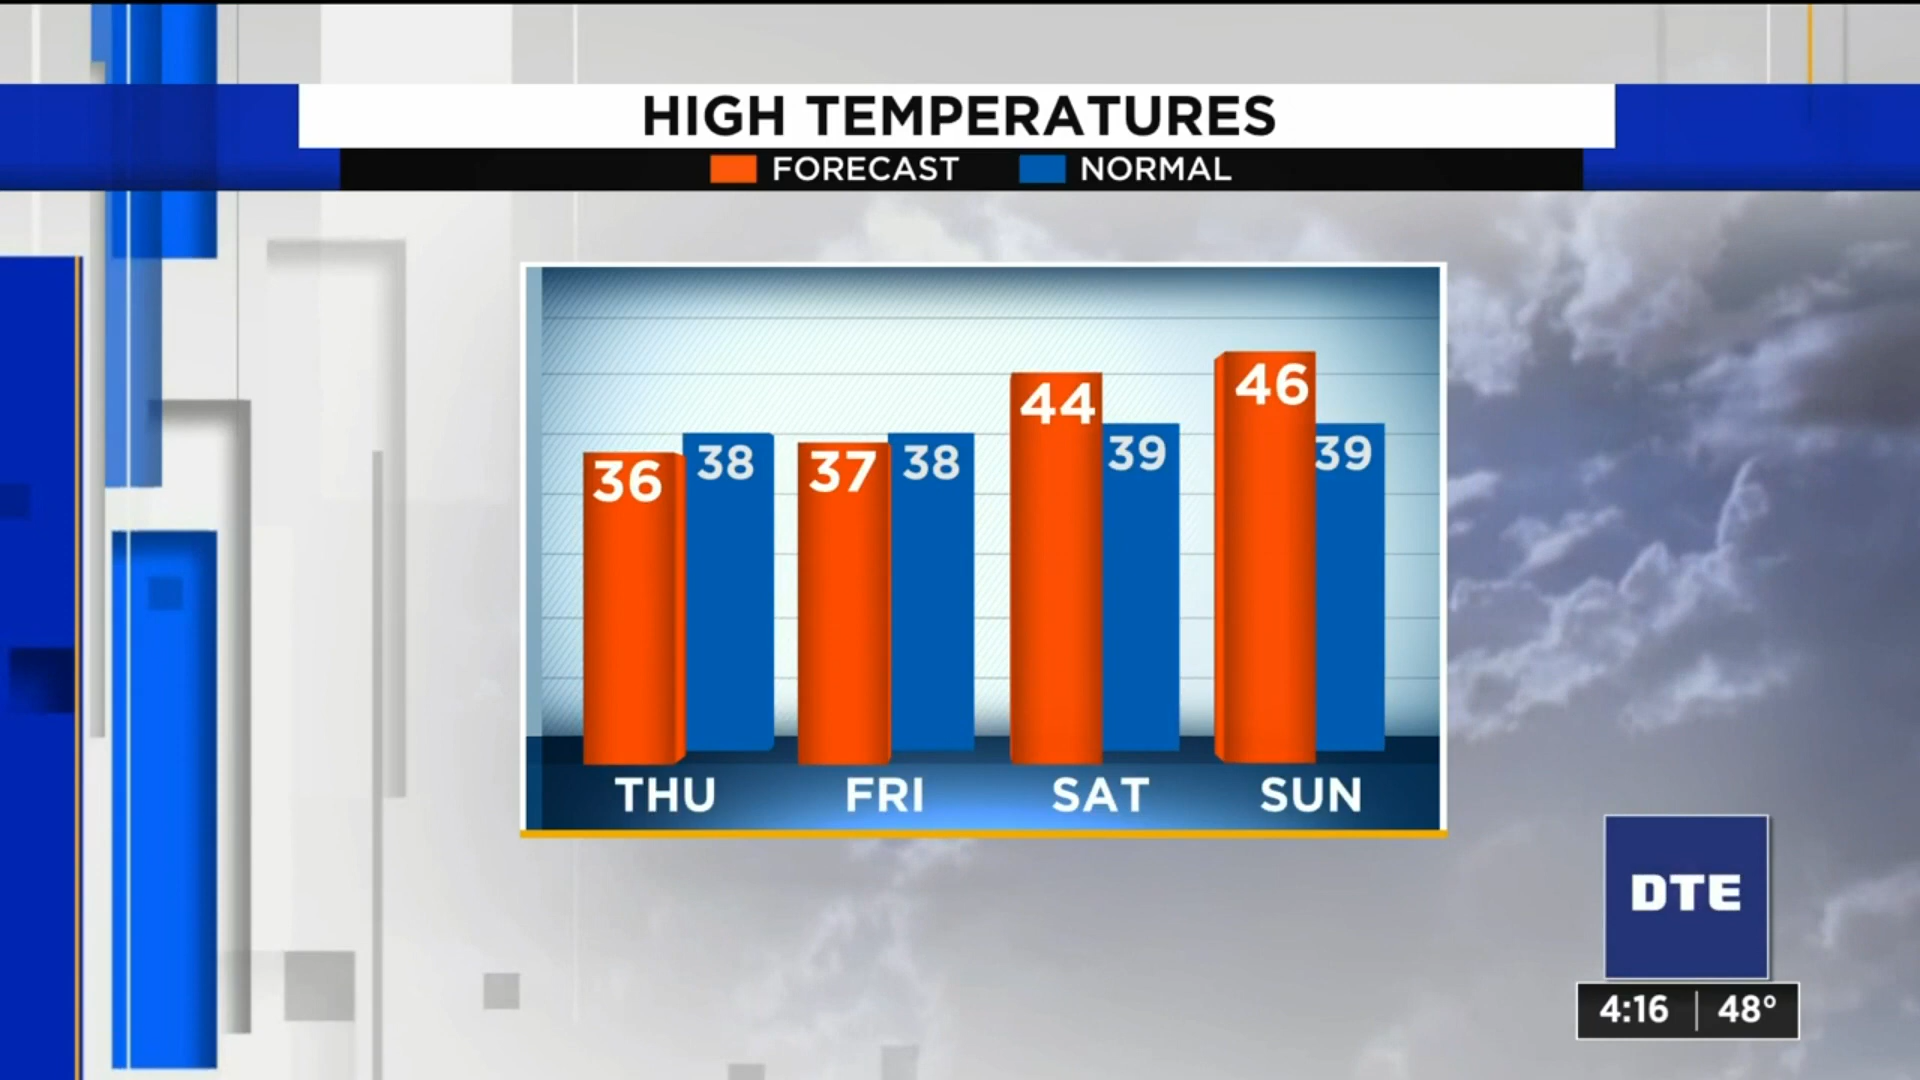 HIGH TEMPERATURES
FORECAST NORMAL
36 38 37 38 44 39 46 39
THU FRI SAT SUN
DTE
4:16 48°